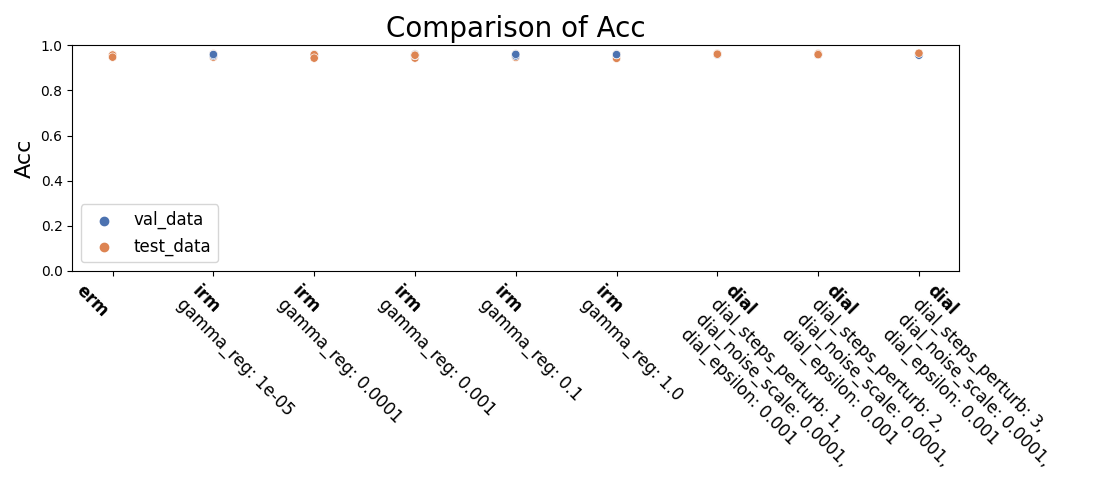 Comparison of Acc
Acc
1.0
0.8
0.6
0.4
0.2
0.0
val_data
test_data
erm
irm
gamma_reg: 1e-05
irm
gamma_reg: 0.0001
irm
gamma_reg: 0.001
irm
gamma_reg: 0.1
irm
gamma_reg: 1.0
dial
dial_steps_perturb: 1,
dial_noise_scale: 0.0001,
dial_epsilon: 0.001
dial
dial_steps_perturb: 2,
dial_noise_scale: 0.0001,
dial_epsilon: 0.001
dial
dial_steps_perturb: 3,
dial_noise_scale: 0.0001,
dial_epsilon: 0.001